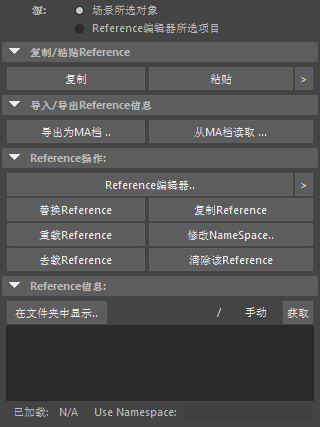 源: 场景所选对象
Reference编辑器所选项目
复制/粘贴Reference
复制 粘贴 >
导入/导出Reference信息
导出为MA档 .. 从MA档读取 ...
Reference操作:
Reference编辑器.. >
替换Reference 复制Reference
重载Reference 修改NameSpace..
去载Reference 清除该Reference
Reference信息:
在文件夹中显示.. / 手动 获取
已加载: N/A Use Namespace: